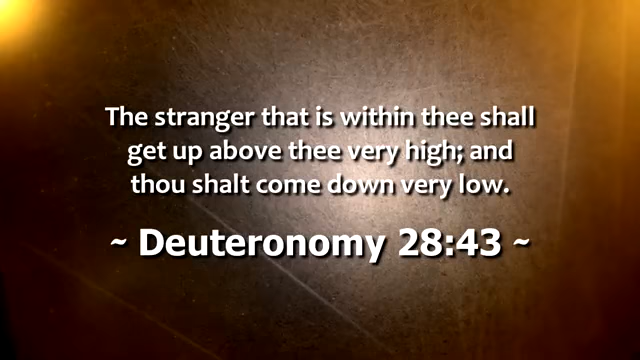 The stranger that is within thee shall
get up above thee very high; and
thou shalt come down very low.
~ Deuteronomy 28:43 ~